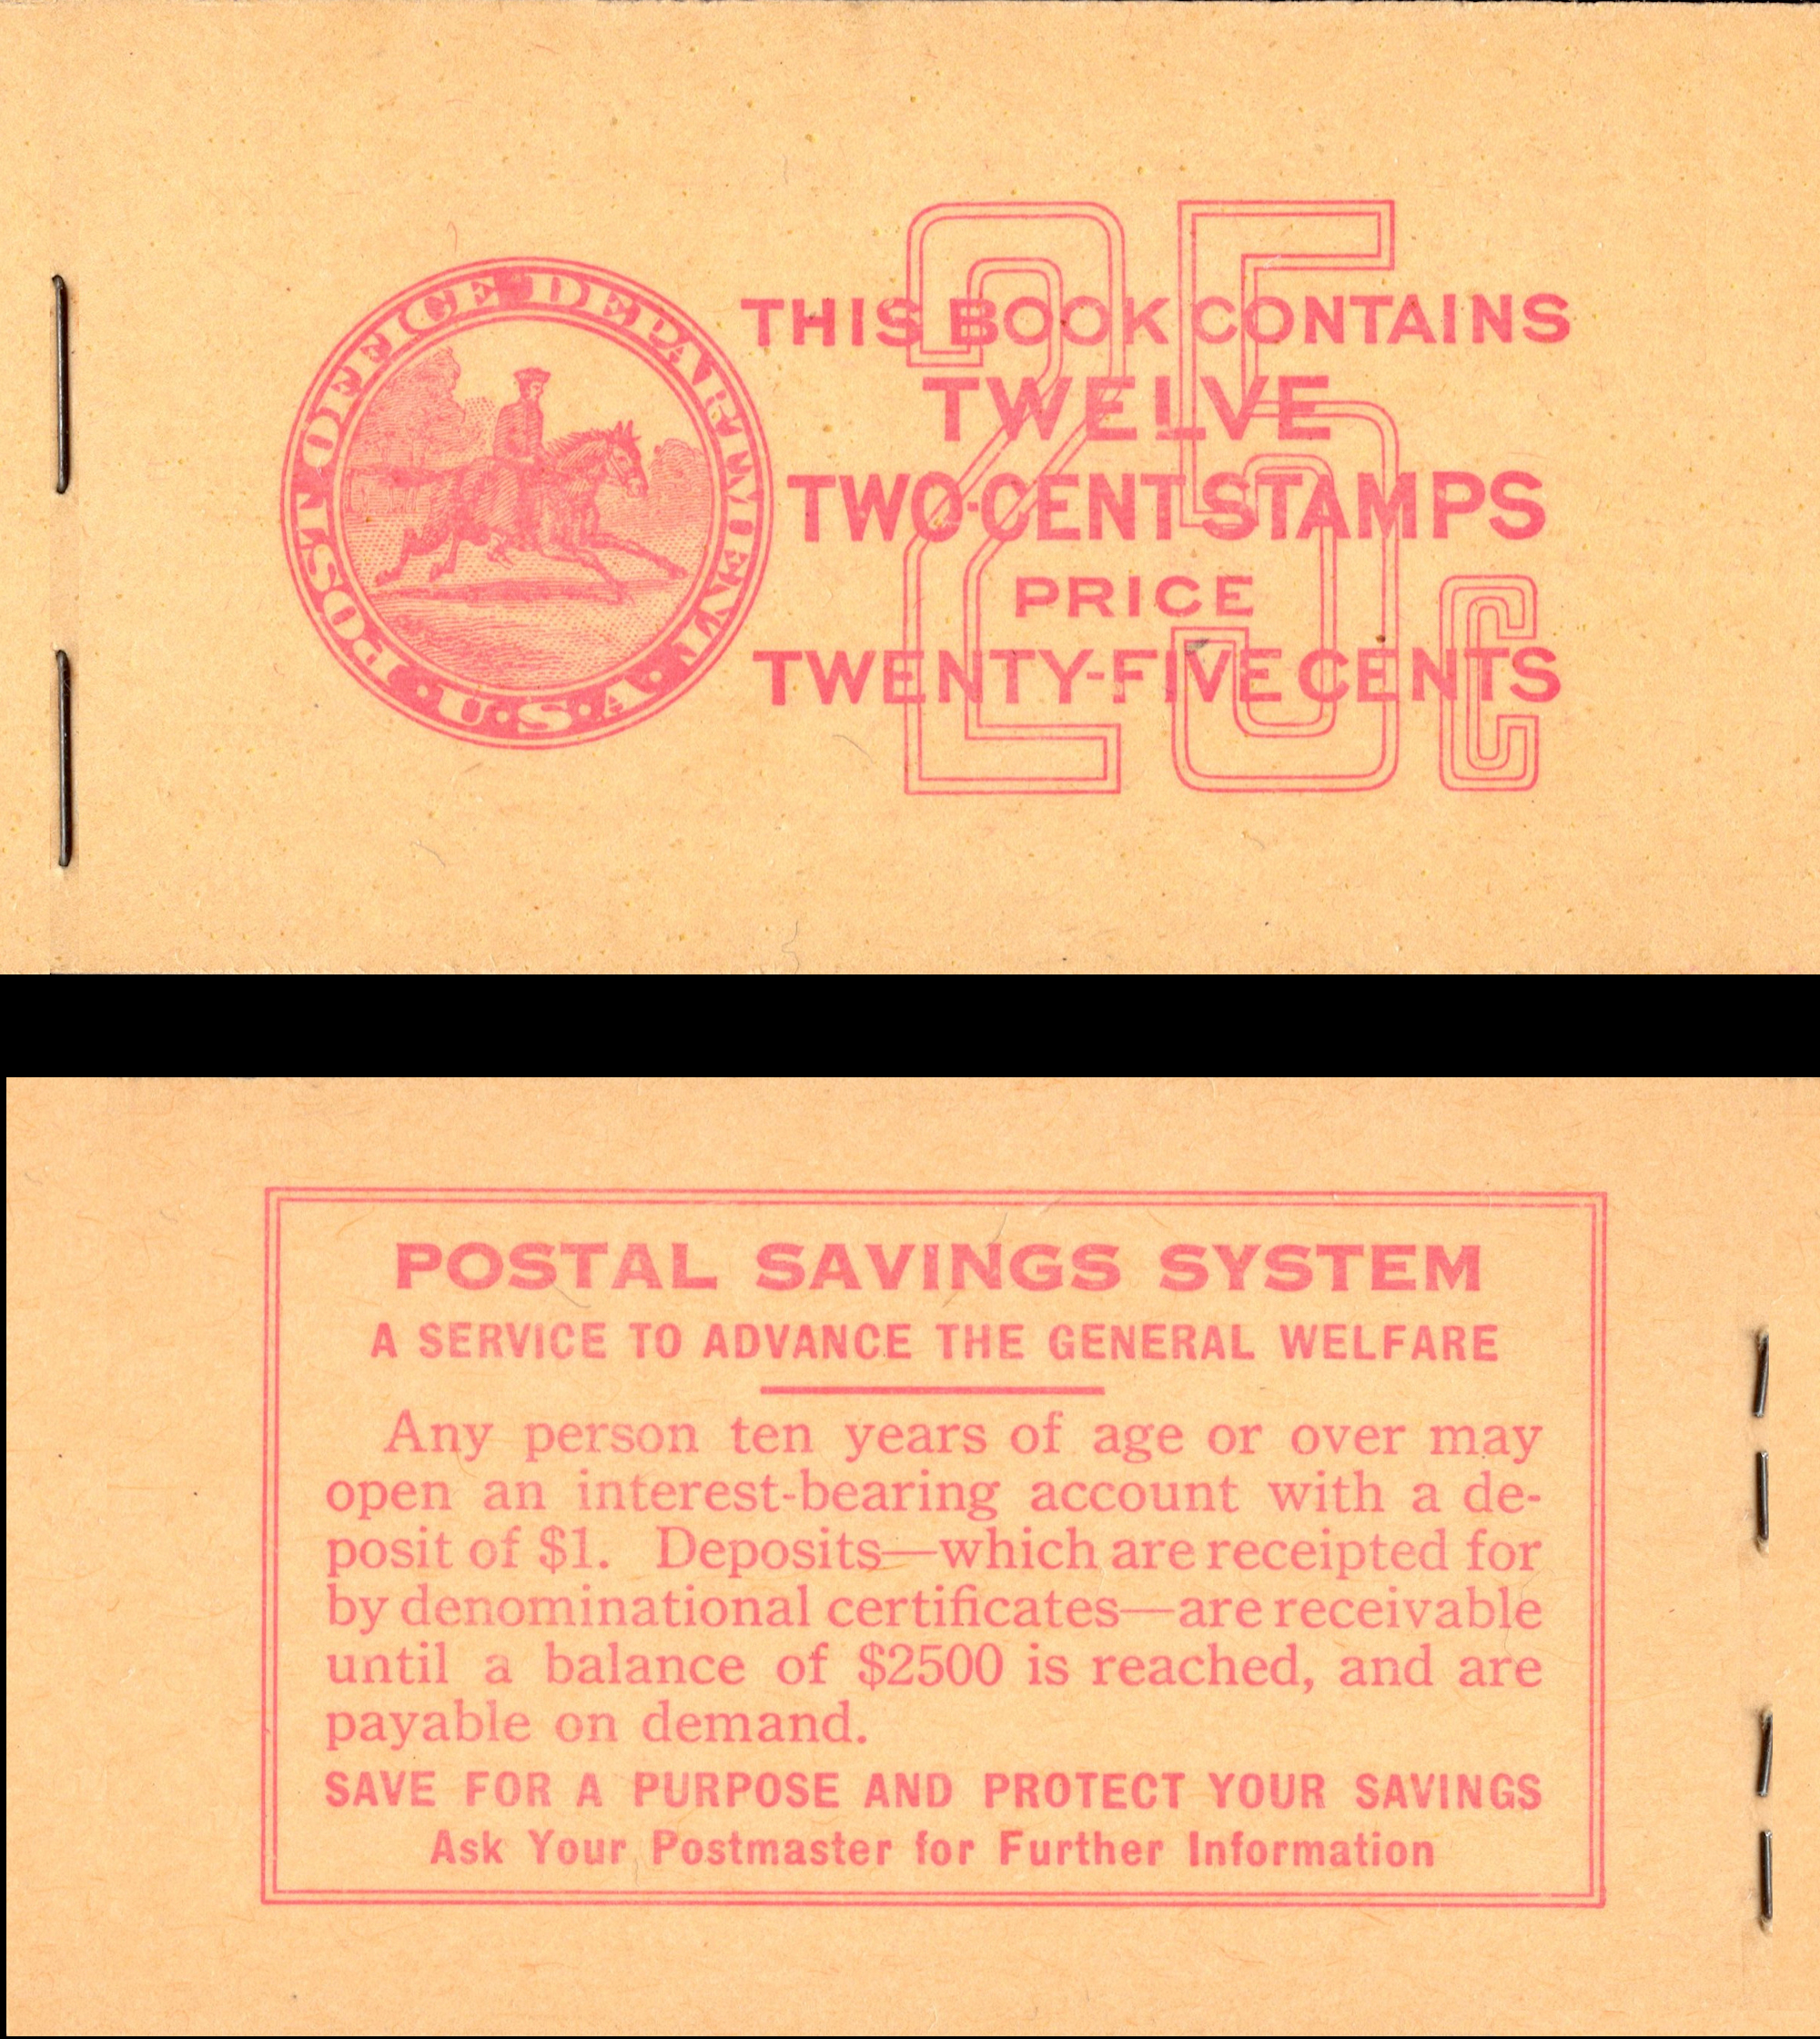 POST OFFICE DEPARTMENT
·U·S·A·
25c
THIS BOOK CONTAINS
TWELVE
TWO-CENT STAMPS
PRICE
TWENTY-FIVE CENTS
POSTAL SAVINGS SYSTEM
A SERVICE TO ADVANCE THE GENERAL WELFARE
Any person ten years of age or over may
open an interest-bearing account with a de-
posit of $1. Deposits—which are receipted for
by denominational certificates—are receivable
until a balance of $2500 is reached, and are
payable on demand.
SAVE FOR A PURPOSE AND PROTECT YOUR SAVINGS
Ask Your Postmaster for Further Information